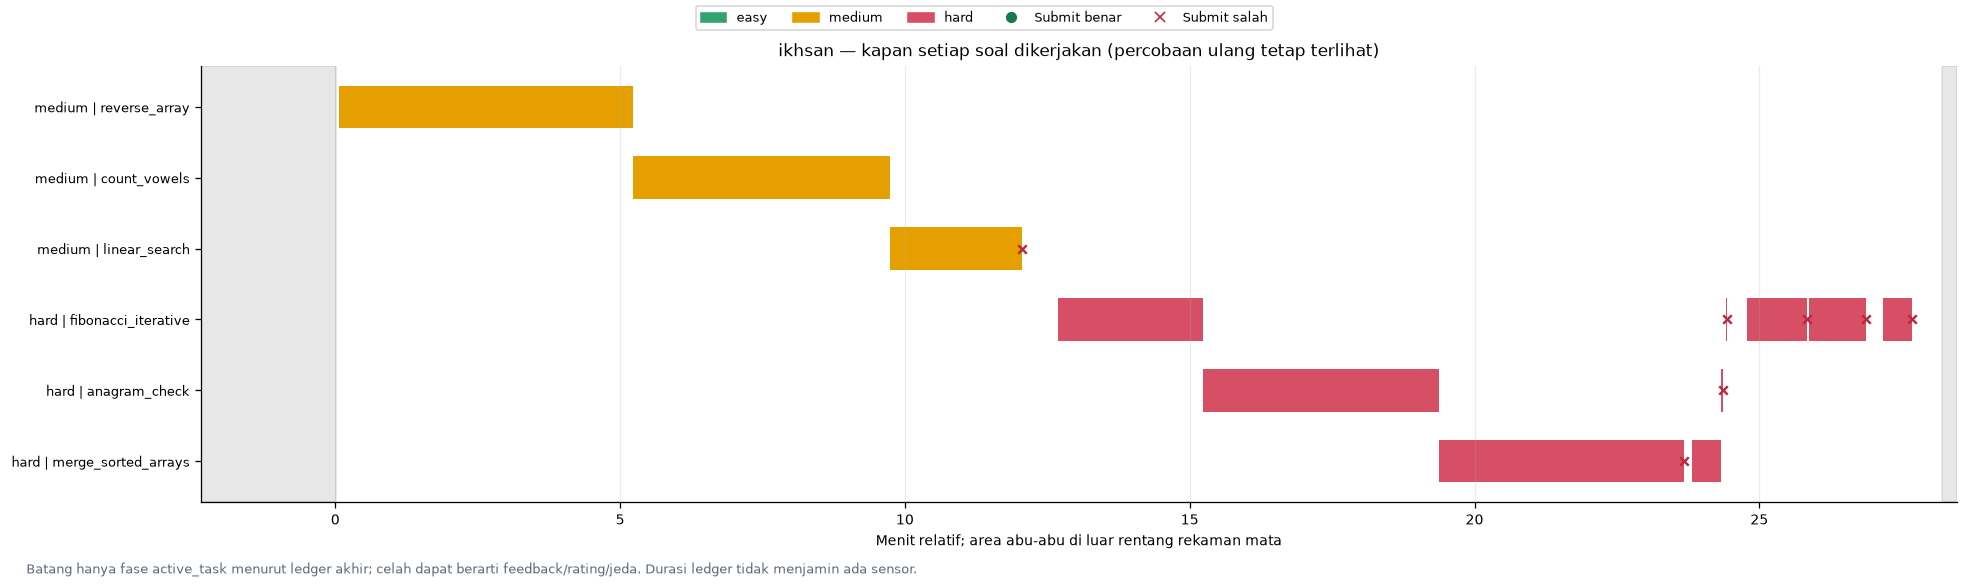 easy medium hard Submit benar Submit salah
ikhsan — kapan setiap soal dikerjakan (percobaan ulang tetap terlihat)
medium | reverse_array
medium | count_vowels
medium | linear_search
hard | fibonacci_iterative
hard | anagram_check
hard | merge_sorted_arrays
0 5 10 15 20 25
Menit relatif; area abu-abu di luar rentang rekaman mata
Batang hanya fase active_task menurut ledger akhir; celah dapat berarti feedback/rating/jeda. Durasi ledger tidak menjamin ada sensor.